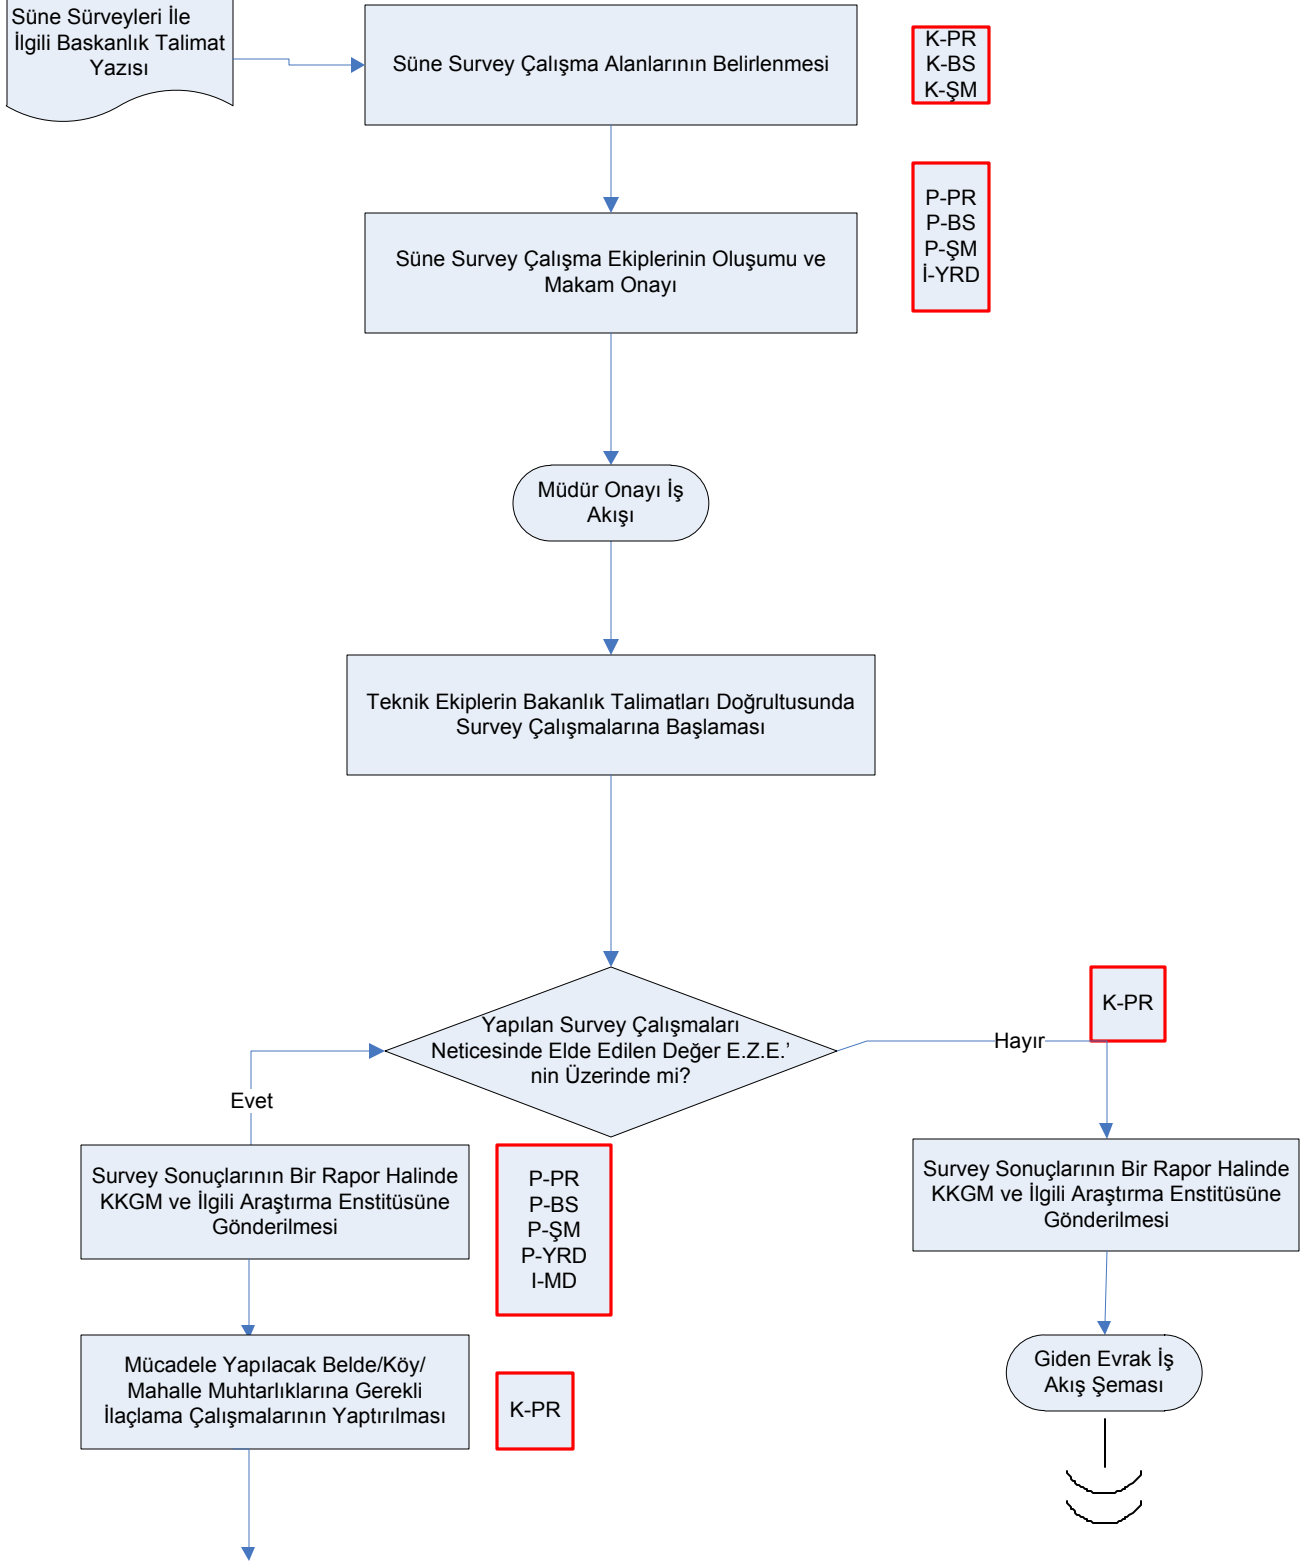 Süne Sürveyleri İle
İlgili Baskanlık Talimat
Yazısı
Süne Survey Çalışma Alanlarının Belirlenmesi
K-PR
K-BS
K-ŞM
Süne Survey Çalışma Ekiplerinin Oluşumu ve
Makam Onayı
P-PR
P-BS
P-ŞM
İ-YRD
Müdür Onayı İş
Akışı
Teknik Ekiplerin Bakanlık Talimatları Doğrultusunda
Survey Çalışmalarına Başlaması
Yapılan Survey Çalışmaları
Neticesinde Elde Edilen Değer E.Z.E.’
nin Üzerinde mi?
K-PR
Hayır
Evet
Survey Sonuçlarının Bir Rapor Halinde
KKGM ve İlgili Araştırma Enstitüsüne
Gönderilmesi
P-PR
P-BS
P-ŞM
P-YRD
I-MD
Survey Sonuçlarının Bir Rapor Halinde
KKGM ve İlgili Araştırma Enstitüsüne
Gönderilmesi
Mücadele Yapılacak Belde/Köy/
Mahalle Muhtarlıklarına Gerekli
İlaçlama Çalışmalarının Yaptırılması
K-PR
Giden Evrak İş
Akış Şeması